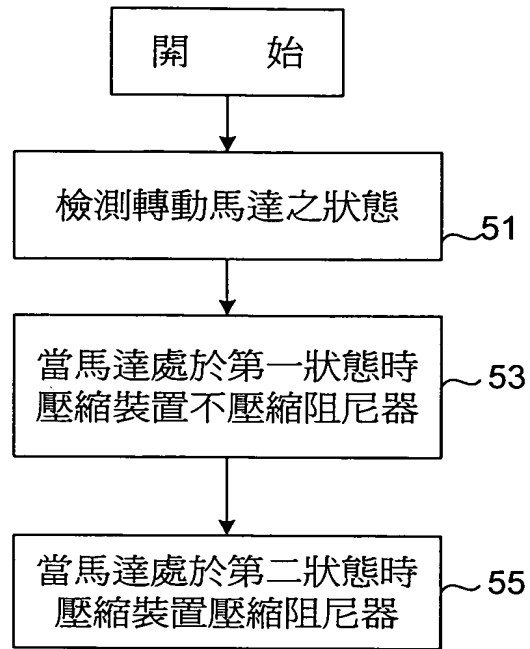 開　始
檢測轉動馬達之狀態
51
當馬達處於第一狀態時
壓縮裝置不壓縮阻尼器
53
當馬達處於第二狀態時
壓縮裝置壓縮阻尼器
55